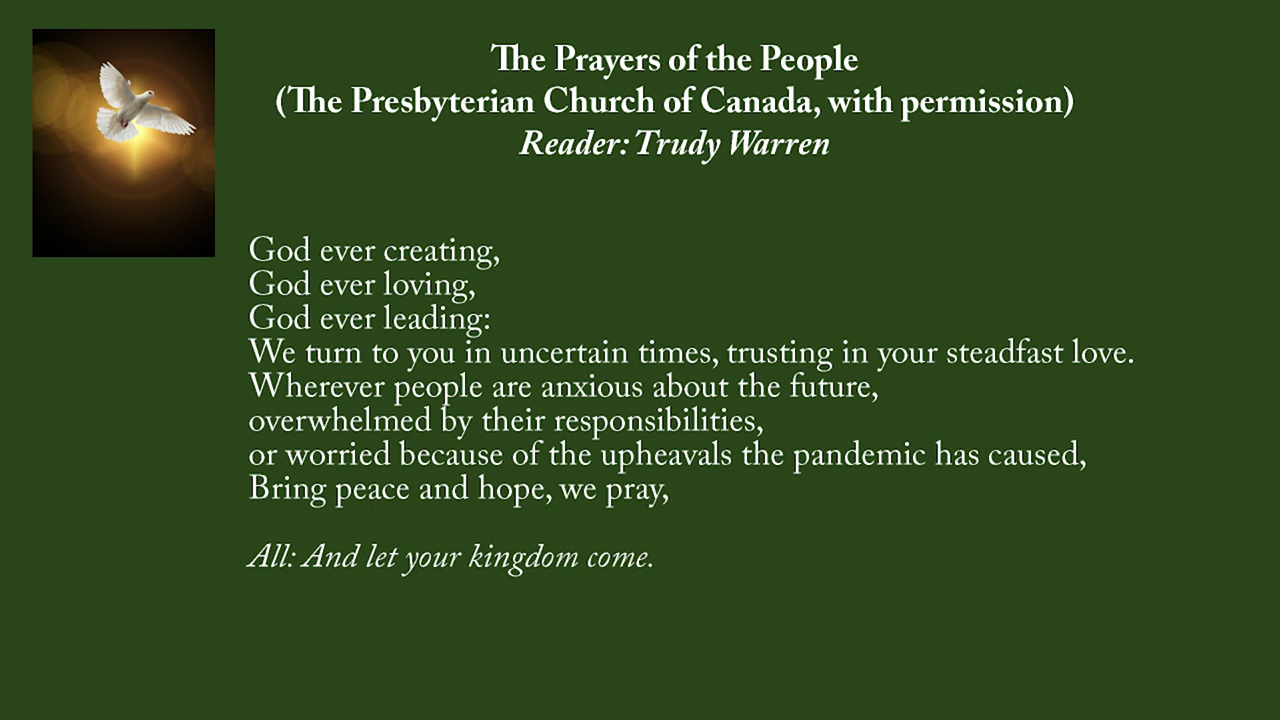 The Prayers of the People
(The Presbyterian Church of Canada, with permission)
Reader: Trudy Warren
God ever creating,
God ever loving,
God ever leading:
We turn to you in uncertain times, trusting in your steadfast love.
Wherever people are anxious about the future,
overwhelmed by their responsibilities,
or worried because of the upheavals the pandemic has caused,
Bring peace and hope, we pray,
All: And let your kingdom come.